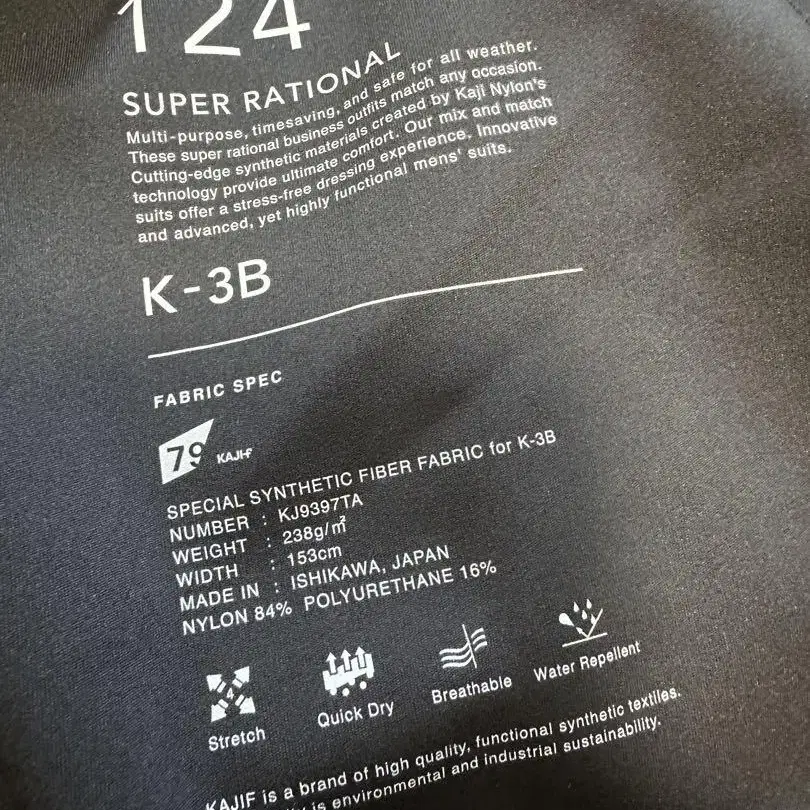 124
SUPER RATIONAL
Multi-purpose, timesaving, and safe for all weather.
These super rational business outfits match any occasion.
Cutting-edge synthetic materials created by Kaji Nylon's
technology provide ultimate comfort. Our mix and match
suits offer a stress-free dressing experience. Innovative
and advanced, yet highly functional mens' suits.
K-3B
FABRIC SPEC
79 KAJIF
SPECIAL SYNTHETIC FIBER FABRIC for K-3B
NUMBER : KJ9397TA
WEIGHT : 238g/㎡
WIDTH : 153cm
MADE IN : ISHIKAWA, JAPAN
NYLON 84% POLYURETHANE 16%
Stretch
Quick Dry
Breathable
Water Repellent
KAJIF is a brand of high quality, functional synthetic textiles.
is environmental and industrial sustainability.